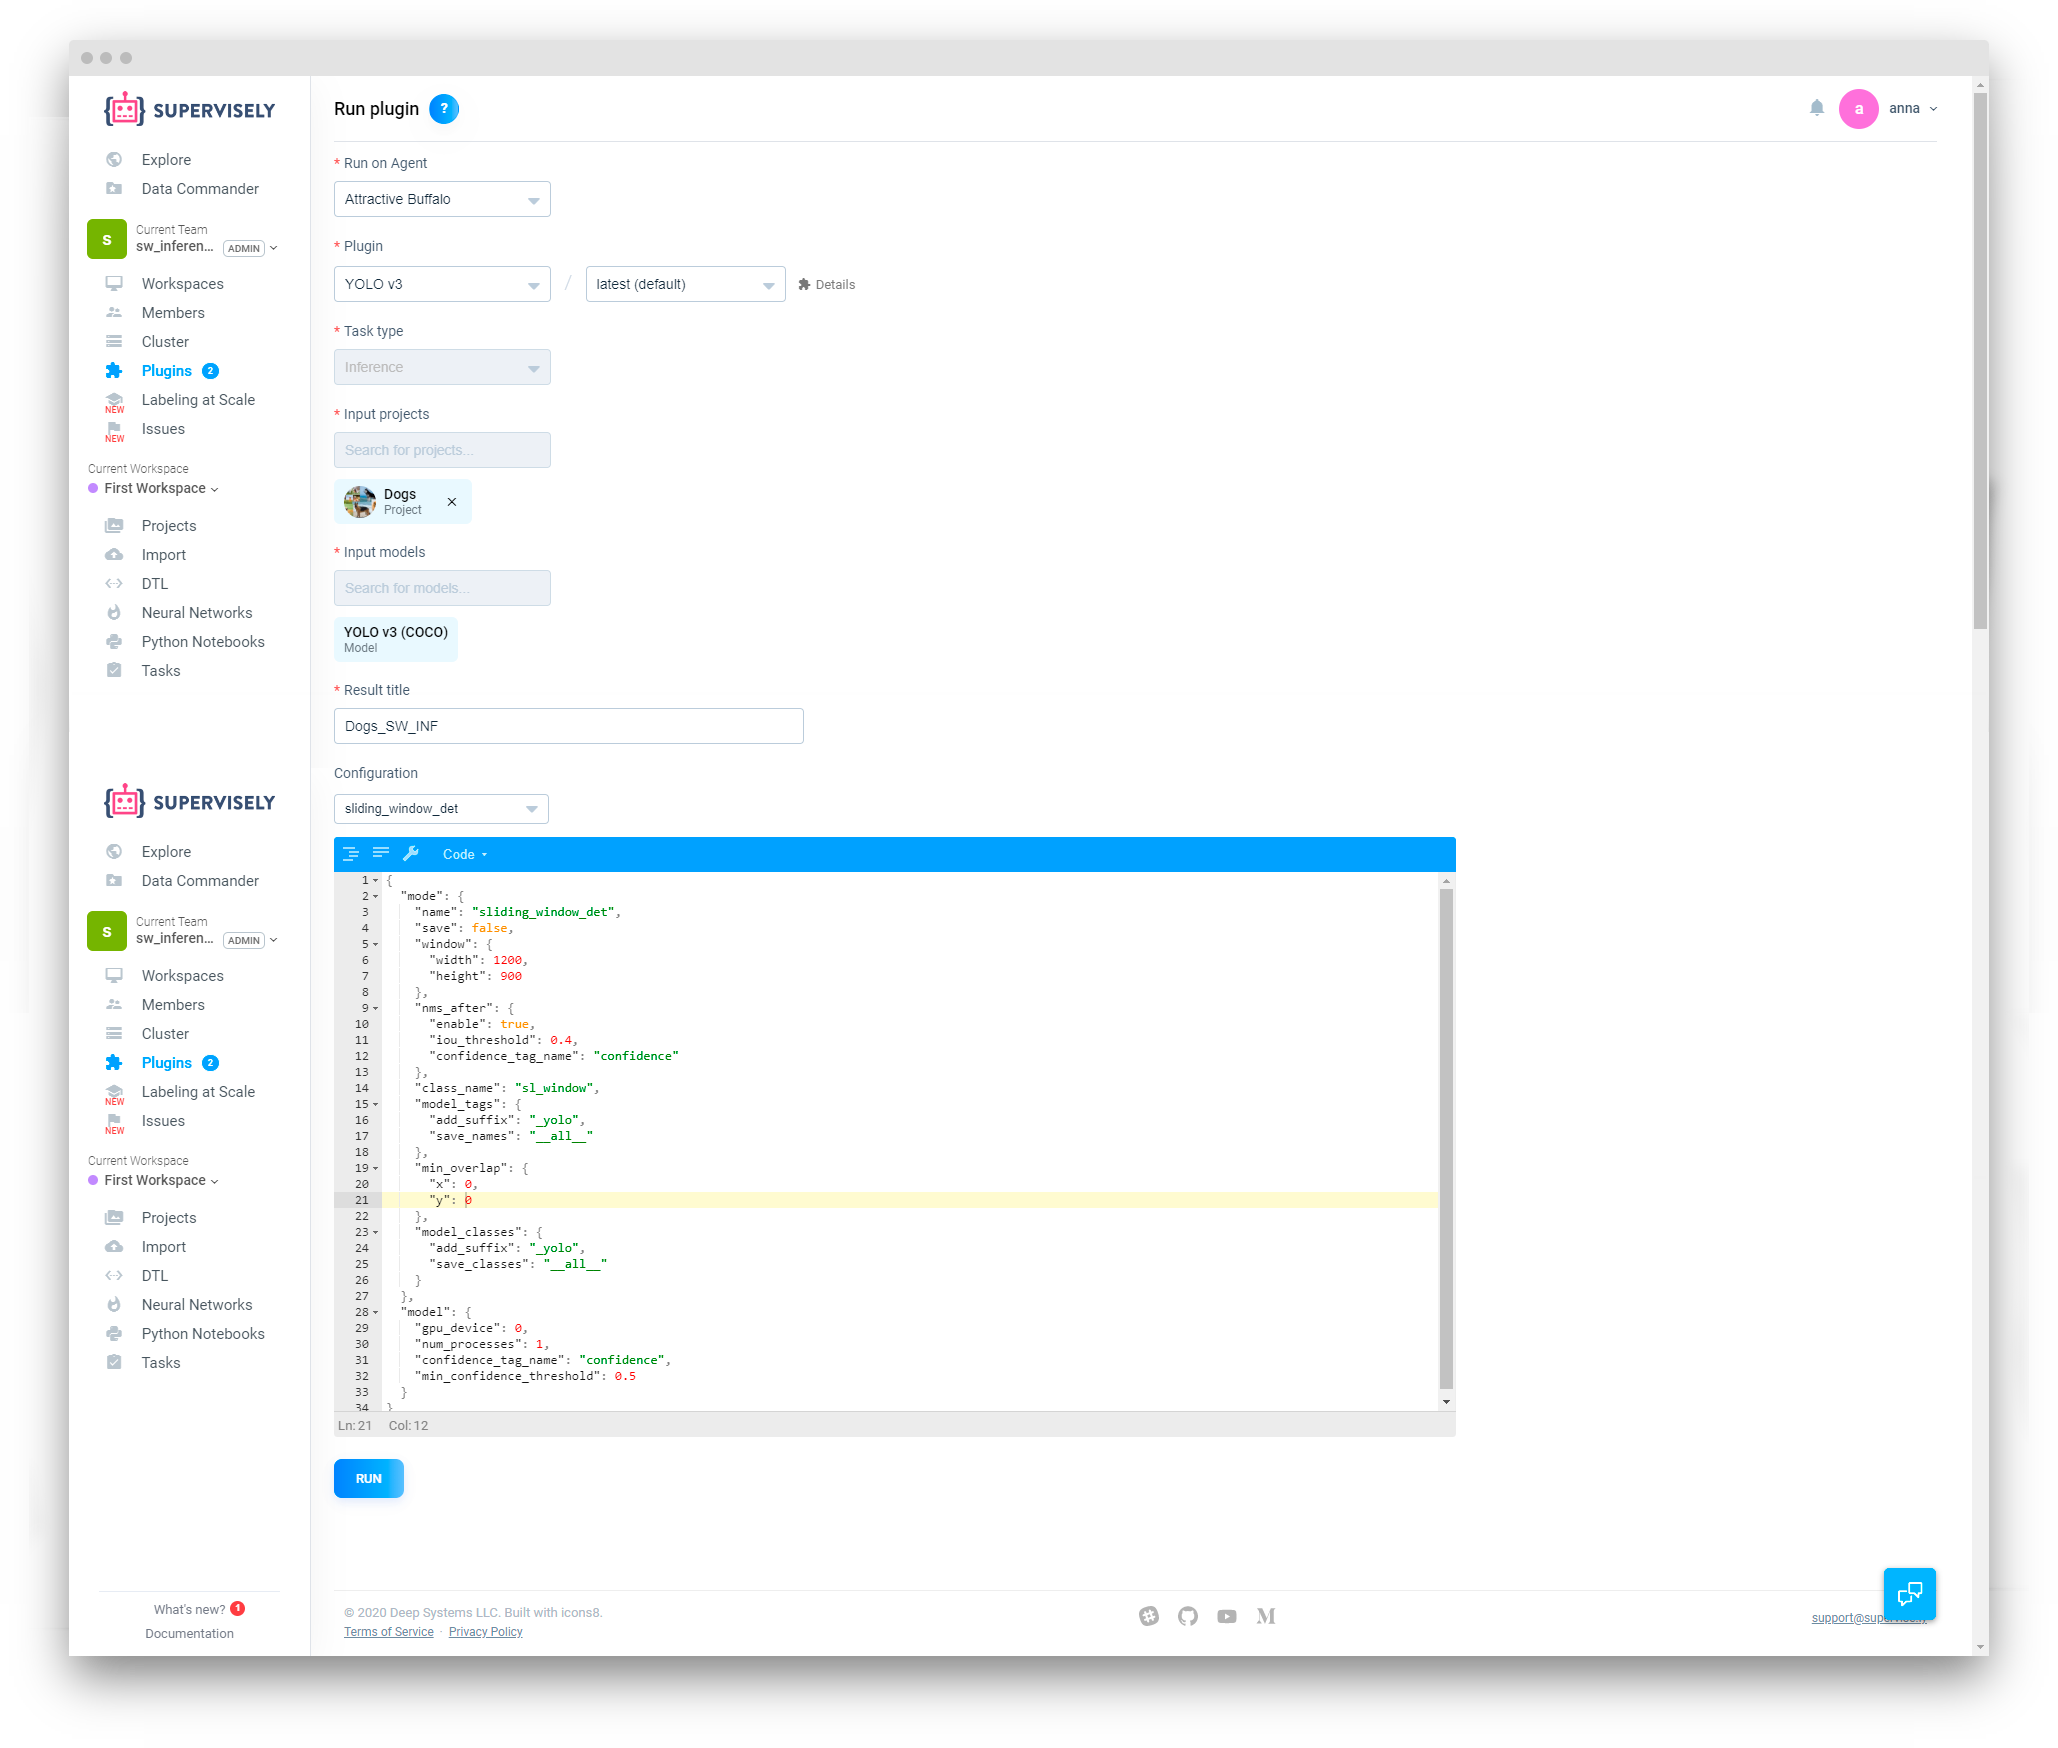 SUPERVISELY
Explore
Data Commander
S
Current Team
sw_inferen... ADMIN
Workspaces
Members
Cluster
Plugins 2
Labeling at Scale
NEW
Issues
NEW
Current Workspace
First Workspace
Projects
Import
DTL
Neural Networks
Python Notebooks
Tasks
SUPERVISELY
Explore
Data Commander
S
Current Team
sw_inferen... ADMIN
Workspaces
Members
Cluster
Plugins 2
Labeling at Scale
NEW
Issues
NEW
Current Workspace
First Workspace
Projects
Import
DTL
Neural Networks
Python Notebooks
Tasks
What's new? 1
Documentation
Run plugin ?
a anna
* Run on Agent
Attractive Buffalo
* Plugin
YOLO v3 / latest (default) Details
* Task type
Inference
* Input projects
Search for projects...
Dogs
Project
* Input models
Search for models...
YOLO v3 (COCO)
Model
* Result title
Dogs_SW_INF
Configuration
sliding_window_det
Code
1 {
2 "mode": {
3 "name": "sliding_window_det",
4 "save": false,
5 "window": {
6 "width": 1200,
7 "height": 900
8 },
9 "nms_after": {
10 "enable": true,
11 "iou_threshold": 0.4,
12 "confidence_tag_name": "confidence"
13 },
14 "class_name": "sl_window",
15 "model_tags": {
16 "add_suffix": "_yolo",
17 "save_names": "__all__"
18 },
19 "min_overlap": {
20 "x": 0,
21 "y": 0
22 },
23 "model_classes": {
24 "add_suffix": "_yolo",
25 "save_classes": "__all__"
26 }
27 },
28 "model": {
29 "gpu_device": 0,
30 "num_processes": 1,
31 "confidence_tag_name": "confidence",
32 "min_confidence_threshold": 0.5
33 }
34 }
Ln: 21 Col: 12
RUN
© 2020 Deep Systems LLC. Built with icons8.
Terms of Service · Privacy Policy
M